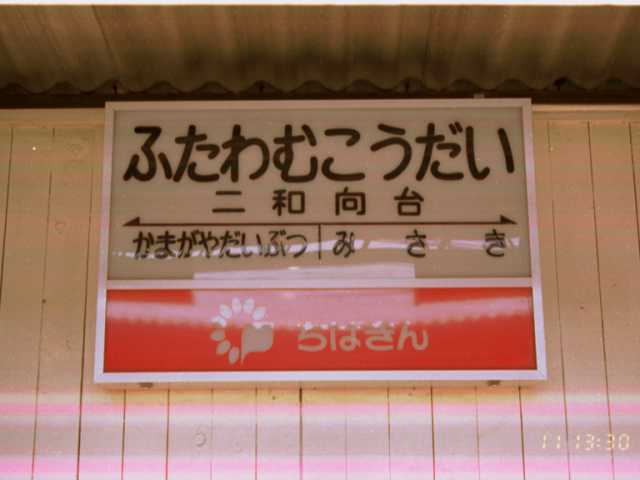 ふたわむこうだい
二和向台
かまがやだいぶつ みさき
ちばぎん
11 13:30